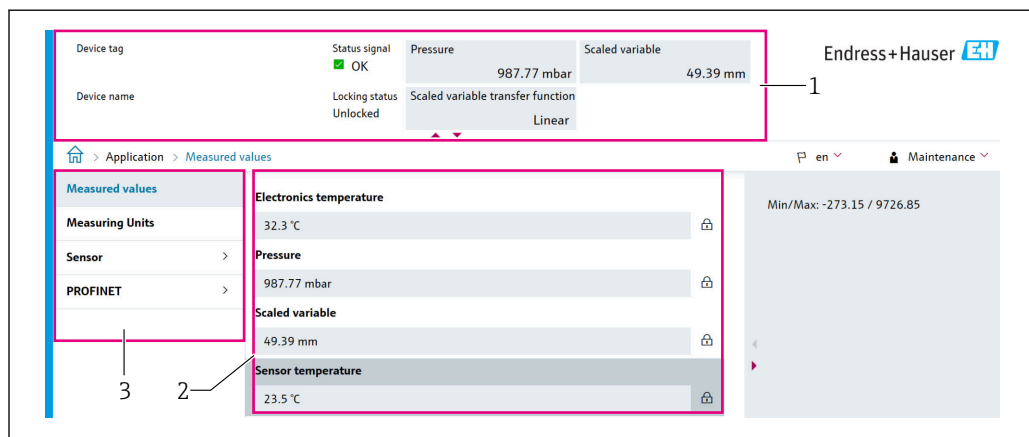 Device tag
Status signal
OK
Pressure
987.77 mbar
Scaled variable
49.39 mm
Endress+Hauser EH
1
Device name
Locking status
Unlocked
Scaled variable transfer function
Linear
> Application > Measured values
en
Maintenance
Measured values
Measuring Units
Sensor >
PROFINET >
Electronics temperature
32.3 °C
Pressure
987.77 mbar
Scaled variable
49.39 mm
Sensor temperature
23.5 °C
Min/Max: -273.15 / 9726.85
3
2